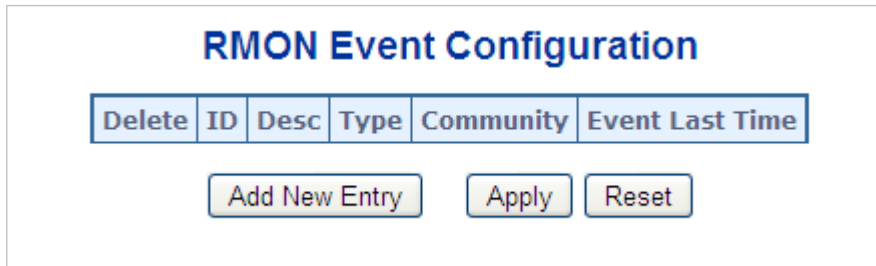 RMON Event Configuration
Delete ID Desc Type Community Event Last Time
Add New Entry Apply Reset